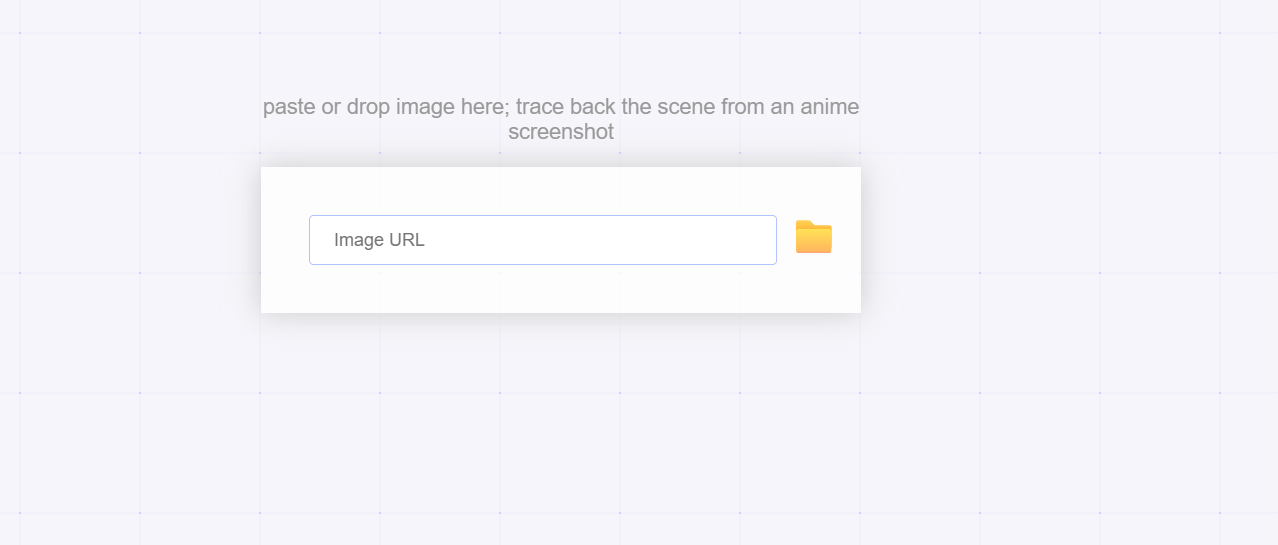 paste or drop image here; trace back the scene from an anime
screenshot
Image URL